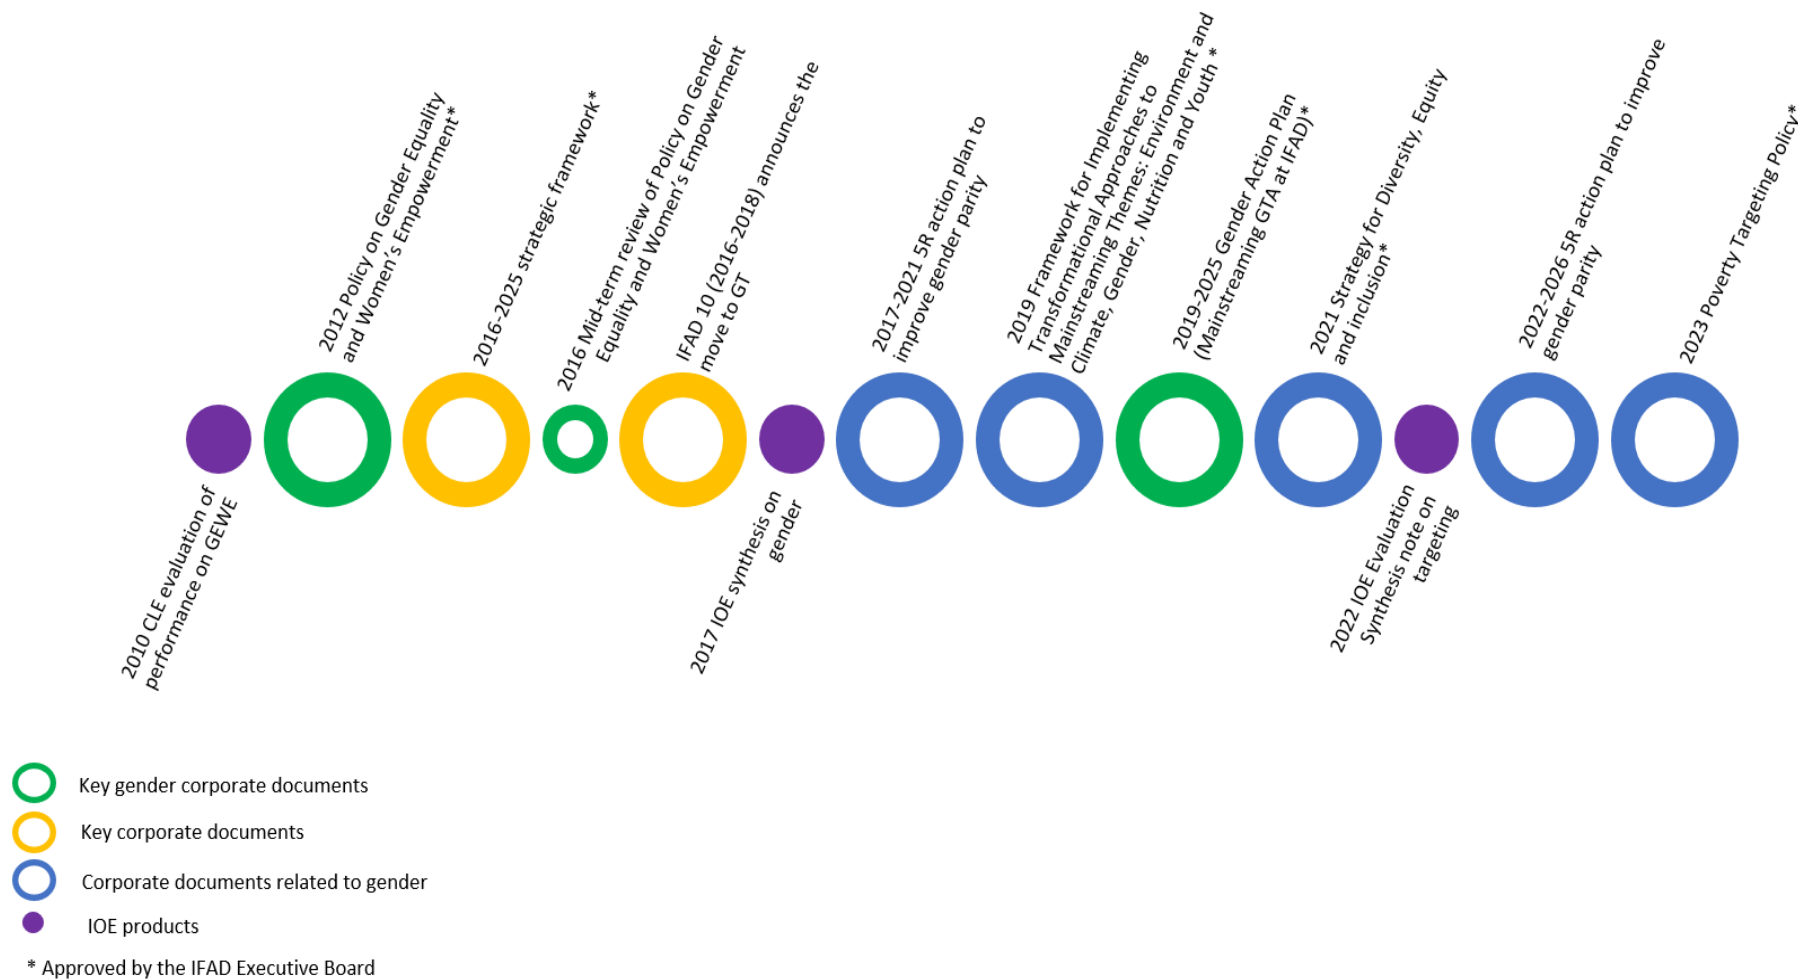 2012 Policy on Gender Equality
and Women's Empowerment*
2016-2025 strategic framework*
2016 Mid-term review of Policy on Gender
Equality and Women's Empowerment
IFAD 10 (2016-2018) announces the
move to GT
2017-2021 5R action plan to
improve gender parity
2019 Framework for Implementing
Transformational Approaches to
Mainstreaming Themes: Environment and
Climate, Gender, Nutrition and Youth *
2019-2025 Gender Action Plan
(Mainstreaming GTA at IFAD)*
2021 Strategy for Diversity, Equity
and inclusion*
2022-2026 5R action plan to improve
gender parity
2023 Poverty Targeting Policy*
2010 CLE evaluation of
performance on GEWE
2017 IOE synthesis on
gender
2022 IOE Evaluation
Synthesis note on
targeting
Key gender corporate documents
Key corporate documents
Corporate documents related to gender
IOE products
* Approved by the IFAD Executive Board